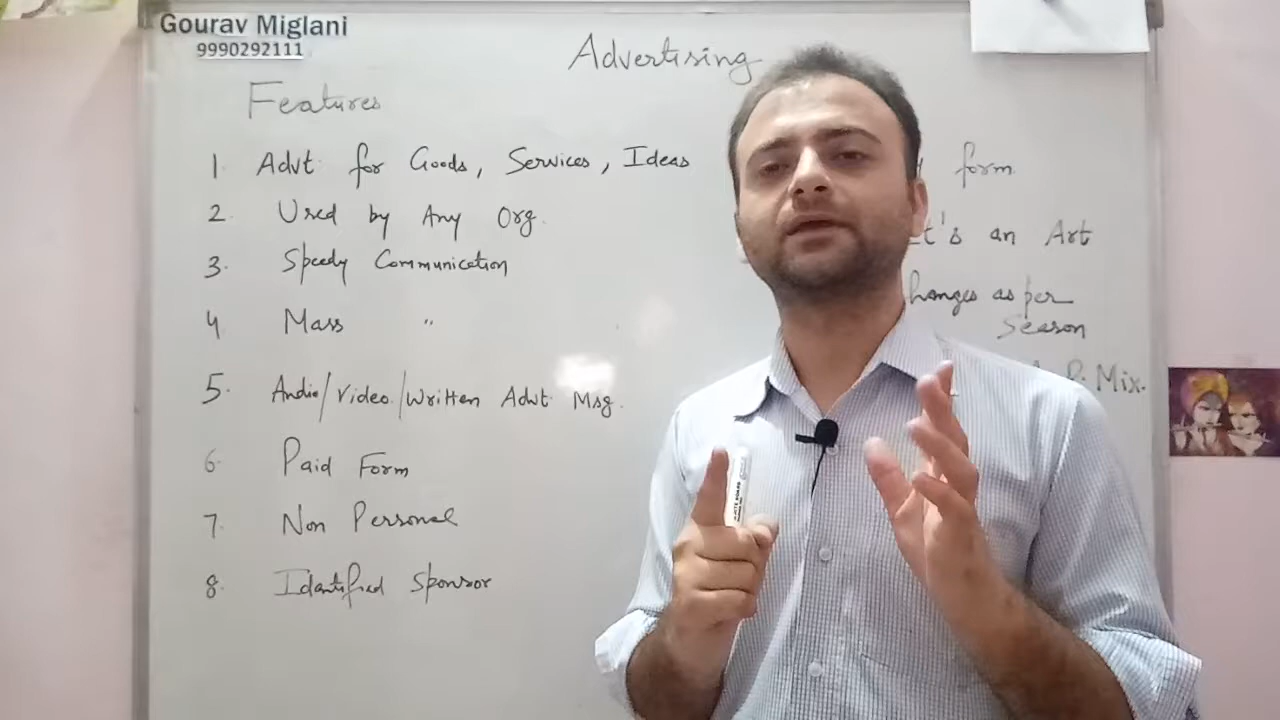 Gourav Miglani
9990292111
Advertising
Features
1. Advt for Goods, Services, Ideas
2. Used by Any Org.
3. Speedy Communication
4 Mass "
5. Audio/Video/Written Advt Msg.
6. Paid Form
7. Non Personal
8. Identified Sponsor
form
It's an Art
hanges as per
Season
P. Mix.